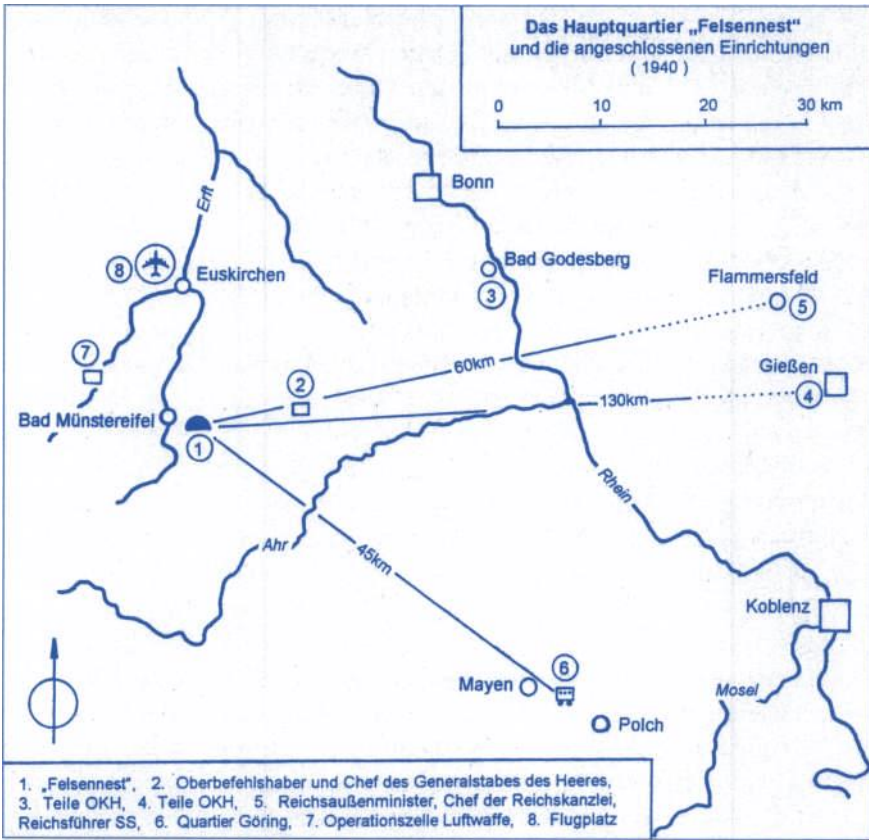 Das Hauptquartier „Felsennest"
und die angeschlossenen Einrichtungen
( 1940 )
0 10 20 30 km
Bonn
Erft
8
Euskirchen
Bad Godesberg
3
Flammersfeld
5
7
2
60km
Gießen
130km
4
Bad Münstereifel
1
Rhein
Ahr
45km
Koblenz
6
Mayen
Mosel
Polch
1. „Felsennest", 2. Oberbefehlshaber und Chef des Generalstabes des Heeres,
3. Teile OKH, 4. Teile OKH, 5. Reichsaußenminister, Chef der Reichskanzlei,
Reichsführer SS, 6. Quartier Göring, 7. Operationszelle Luftwaffe, 8. Flugplatz